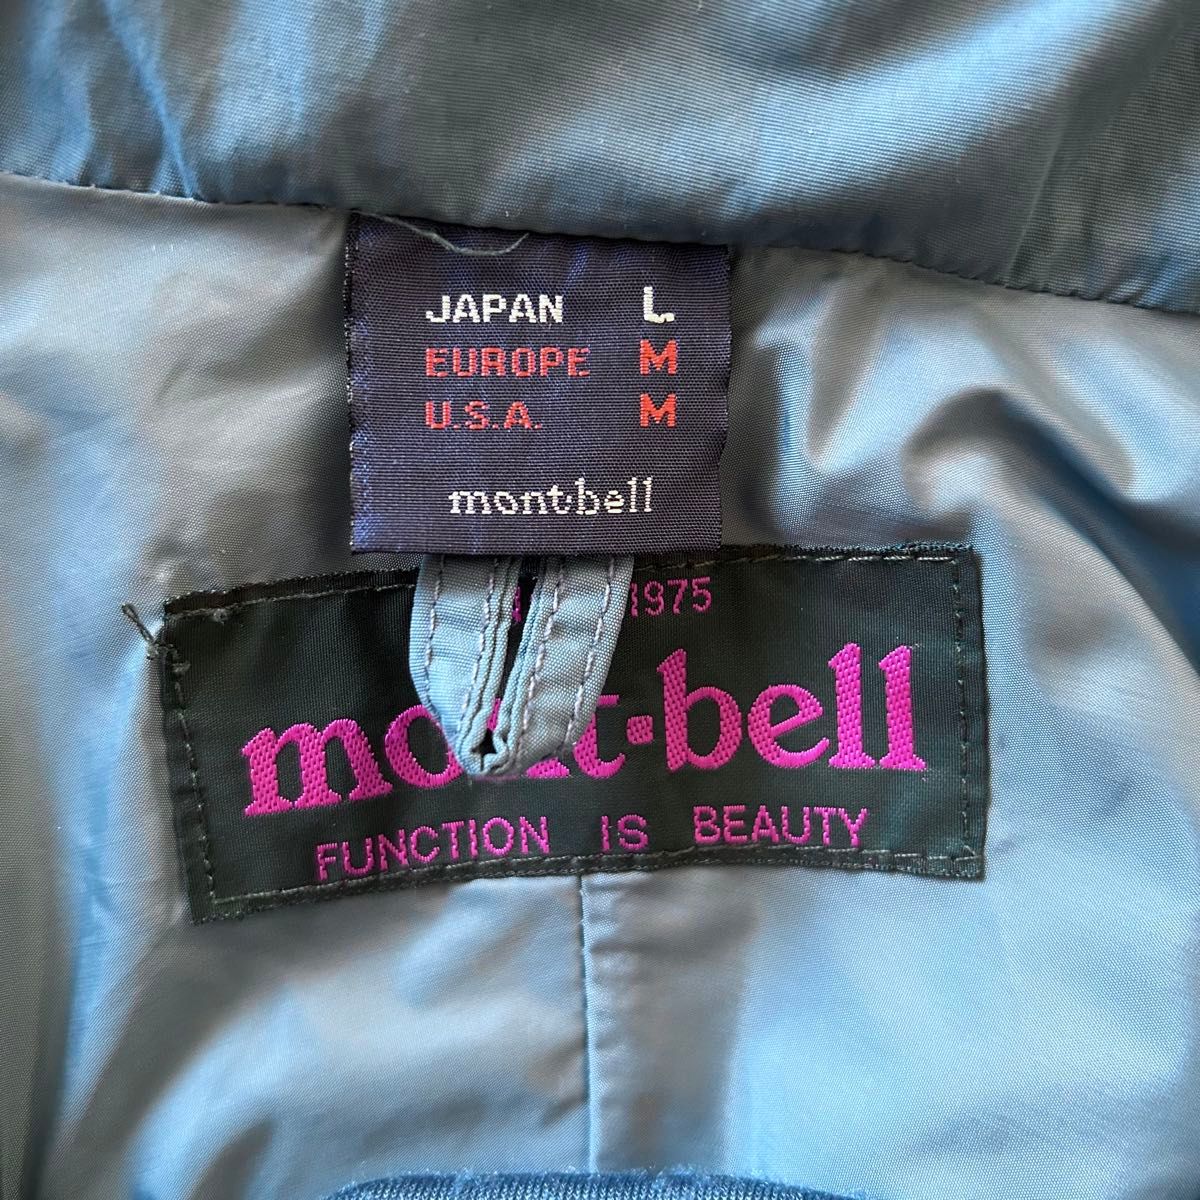 JAPAN L
EUROPE M
U.S.A. M
mont-bell
1975
mont-bell
FUNCTION IS BEAUTY